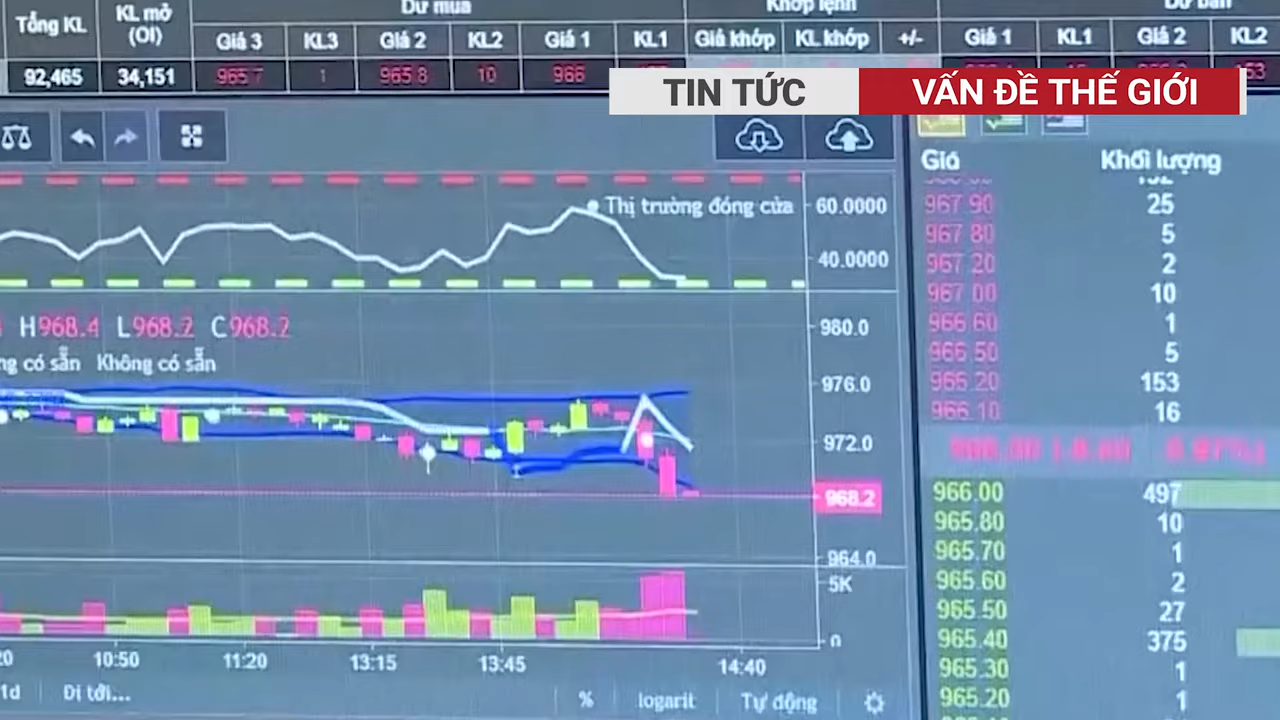 Dư mua
Khớp lệnh
Dư bán
Tổng KL
KL mở
(OI)
Giá 3
KL3
Giá 2
KL2
Giá 1
KL1
Giá khớp
KL khớp
+/-
Giá 1
KL1
Giá 2
KL2
92,465
34,151
965.7
1
965.8
10
966
TIN TỨC
VẤN ĐỀ THẾ GIỚI
Thị trường đóng cửa
60.0000
40.0000
H968.4 L968.2 C968.2
có sẵn Không có sẵn
980.0
976.0
972.0
968.2
964.0
5K
0
10:50
11:20
13:15
13:45
14:40
1d
Đi tới...
%
logarit
Tự động
Giá
Khối lượng
967.90
25
967.80
5
967.20
2
967.00
10
966.60
1
966.50
5
966.20
153
966.10
16
966.00
497
965.80
10
965.70
1
965.60
2
965.50
27
965.40
375
965.30
1
965.20
1